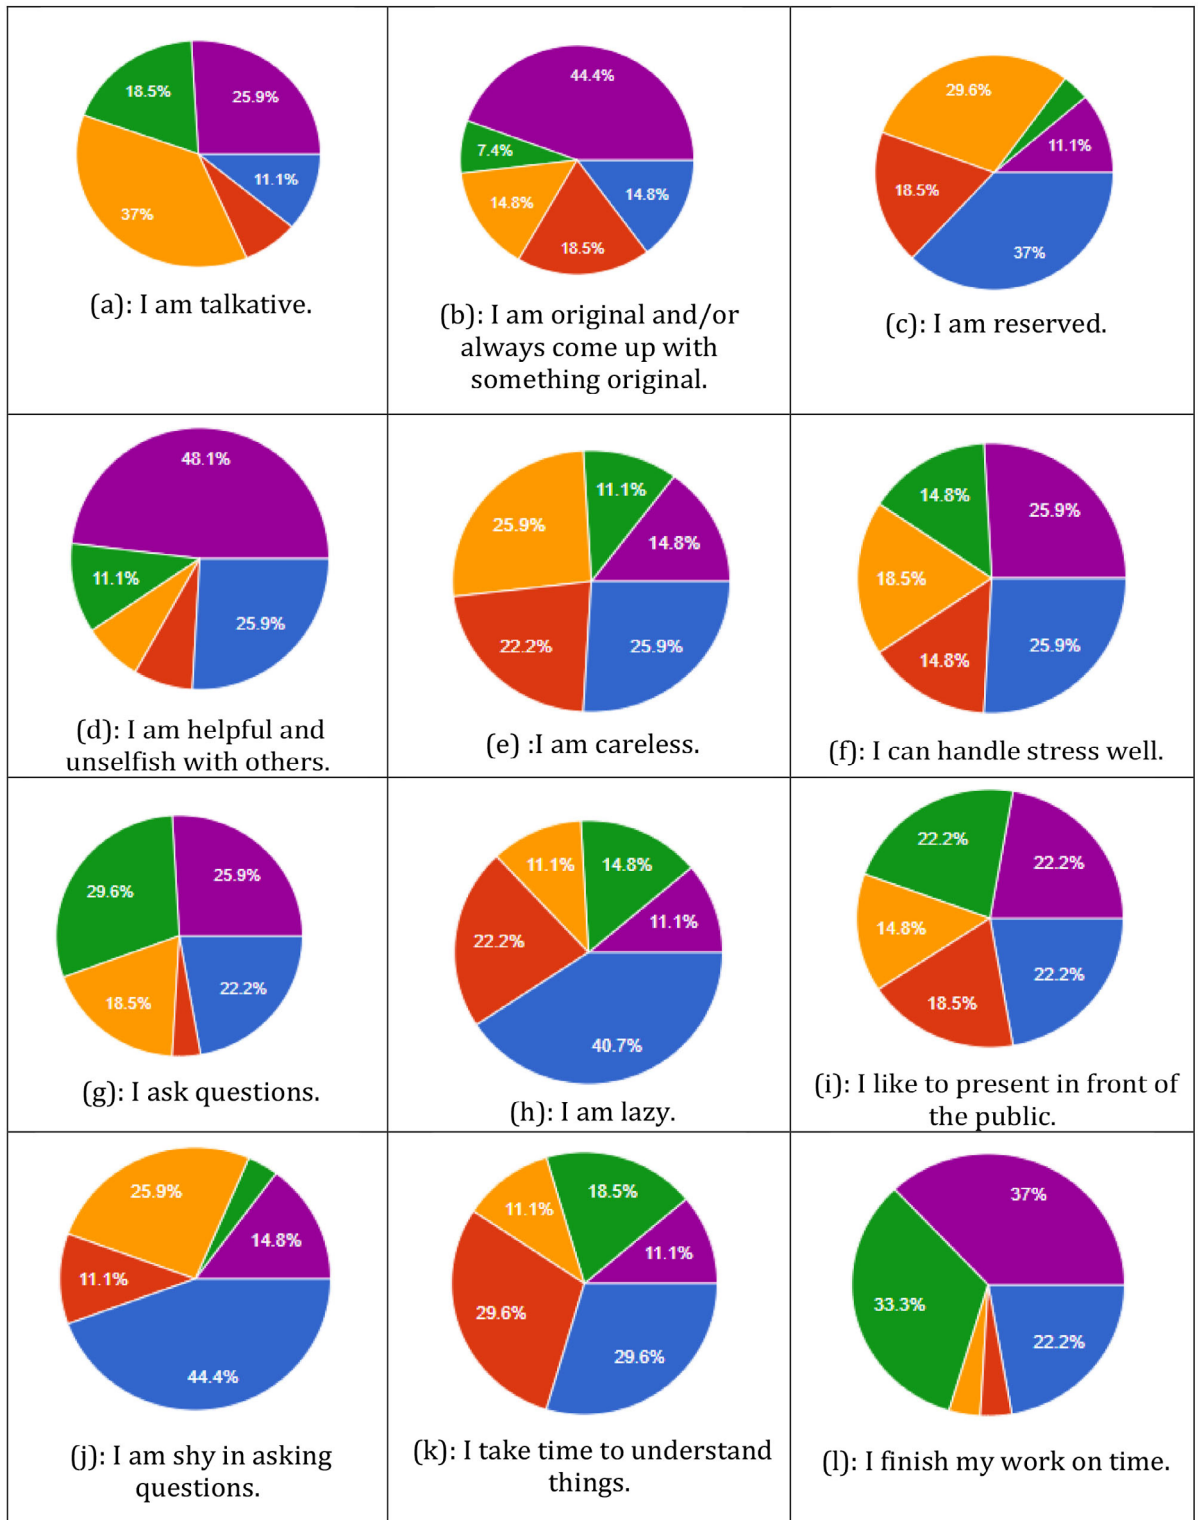 18.5%
25.9%
11.1%
37%
(a): I am talkative.
44.4%
7.4%
14.8%
14.8%
18.5%
(b): I am original and/or
always come up with
something original.
29.6%
11.1%
18.5%
37%
(c): I am reserved.
48.1%
11.1%
25.9%
(d): I am helpful and
unselfish with others.
11.1%
25.9%
14.8%
22.2%
25.9%
(e) :I am careless.
14.8%
25.9%
18.5%
14.8%
25.9%
(f): I can handle stress well.
25.9%
29.6%
22.2%
18.5%
(g): I ask questions.
11.1%
14.8%
11.1%
22.2%
40.7%
(h): I am lazy.
22.2%
22.2%
14.8%
22.2%
18.5%
(i): I like to present in front of
the public.
25.9%
14.8%
11.1%
44.4%
(j): I am shy in asking
questions.
18.5%
11.1%
11.1%
29.6%
29.6%
(k): I take time to understand
things.
37%
33.3%
22.2%
(l): I finish my work on time.